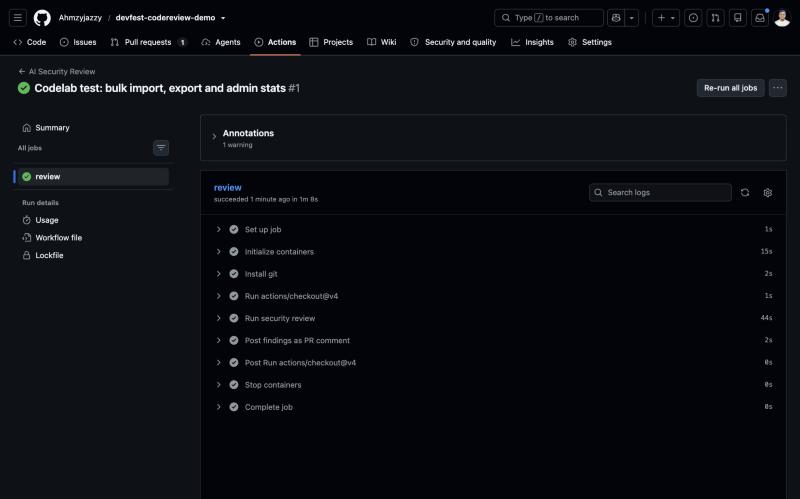 Ahmzyjazzy / devfest-codereview-demo
Type / to search
Code
Issues
Pull requests 1
Agents
Actions
Projects
Wiki
Security and quality
Insights
Settings
← AI Security Review
Codelab test: bulk import, export and admin stats #1
Re-run all jobs
Summary
All jobs
review
Run details
Usage
Workflow file
Lockfile
Annotations
1 warning
review
succeeded 1 minute ago in 1m 8s
Search logs
Set up job 1s
Initialize containers 15s
Install git 2s
Run actions/checkout@v4 1s
Run security review 44s
Post findings as PR comment 2s
Post Run actions/checkout@v4 0s
Stop containers 0s
Complete job 0s